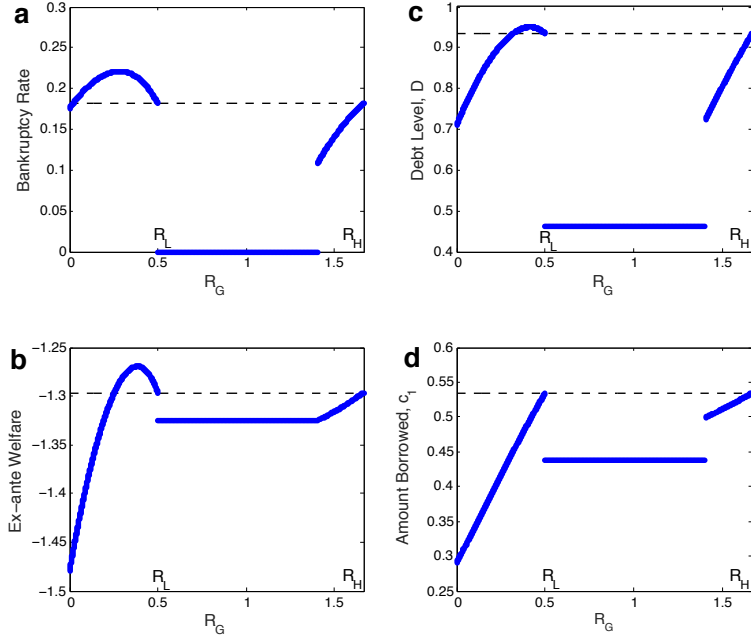 a
0.3
0.25
0.2
0.15
0.1
0.05
0
Bankruptcy Rate
R_L
R_H
0
0.5
1
1.5
R_G
c
1
0.9
0.8
0.7
0.6
0.5
0.4
Debt Level, D
R_L
R_H
0
0.5
1
1.5
R_G
b
−1.25
−1.3
−1.35
−1.4
−1.45
−1.5
Ex−ante Welfare
R_L
R_H
0
0.5
1
1.5
R_G
d
0.6
0.55
0.5
0.45
0.4
0.35
0.3
0.25
Amount Borrowed, c_1
R_L
R_H
0
0.5
1
1.5
R_G